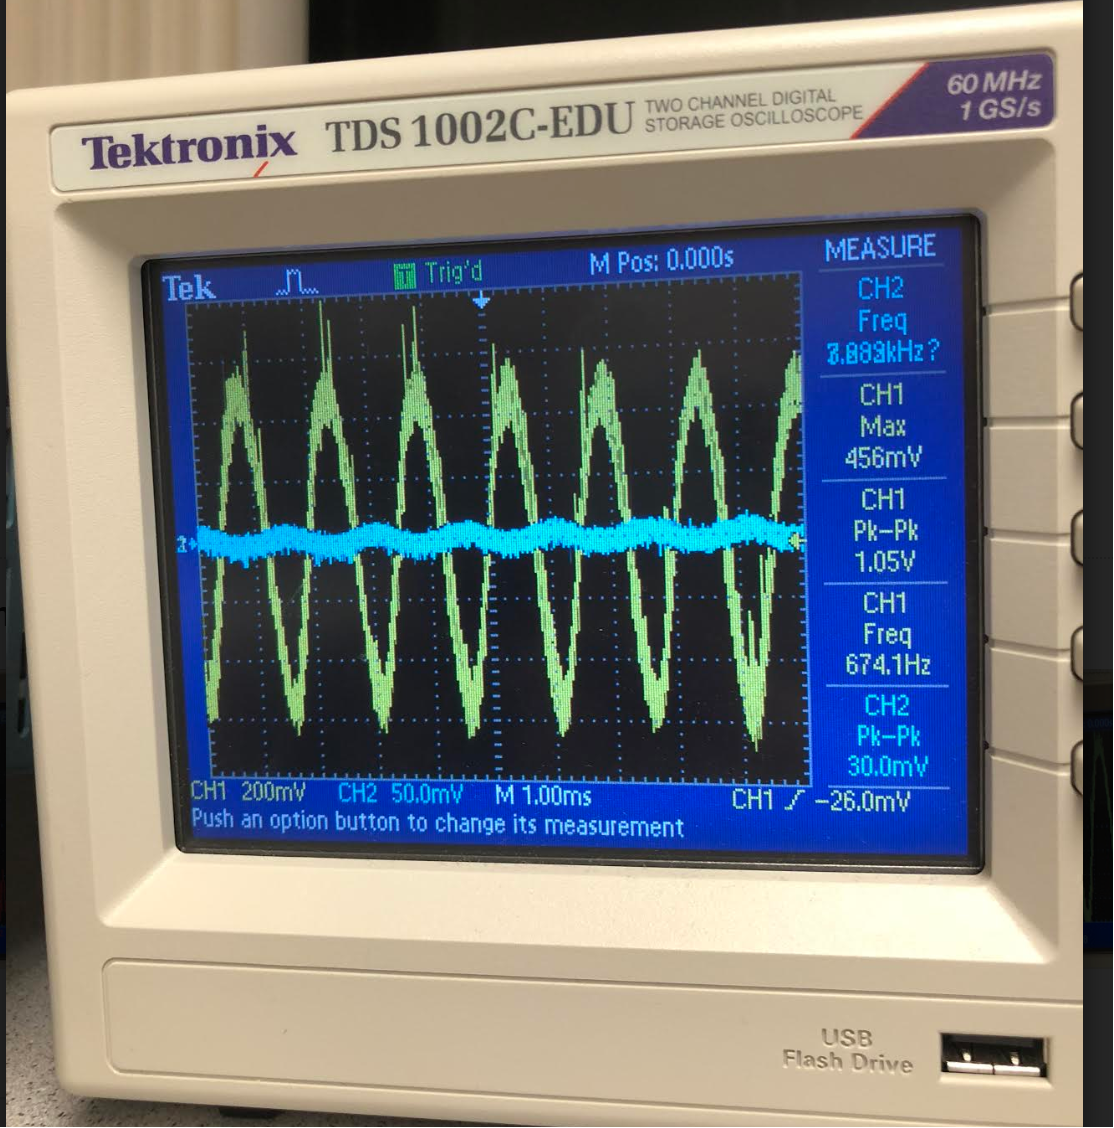 Tektronix TDS 1002C-EDU TWO CHANNEL DIGITAL
STORAGE OSCILLOSCOPE
60 MHz
1 GS/s
Tek Trig'd M Pos: 0.000s
MEASURE
CH2
Freq
kHz?
CH1
Max
456mV
CH1
Pk-Pk
1.05V
CH1
Freq
674.1Hz
CH2
Pk-Pk
30.0mV
2
CH1 200mV CH2 50.0mV M 1.00ms CH1 -26.0mV
Push an option button to change its measurement
USB
Flash Drive